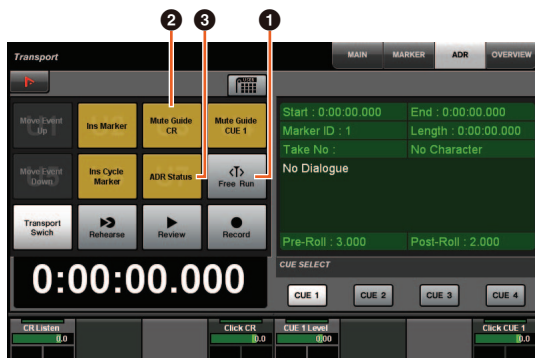 ❷ ❸ ❶
Transport
MAIN MARKER ADR OVERVIEW
USER
Move Event Up
Ins Marker
Mute Guide CR
Mute Guide CUE 1
Move Event Down
Ins Cycle Marker
ADR Status
<T> Free Run
Transport Swich
Rehearse
Review
Record
0:00:00.000
Start : 0:00:00.000 End : 0:00:00.000
Marker ID : 1 Length : 0:00:00.000
Take No : No Character
No Dialogue
Pre-Roll : 3.000 Post-Roll : 2.000
CUE SELECT
CUE 1 CUE 2 CUE 3 CUE 4
CR Listen Click CR CUE 1 Level Click CUE 1
0.0 0.0 0.00 0.0